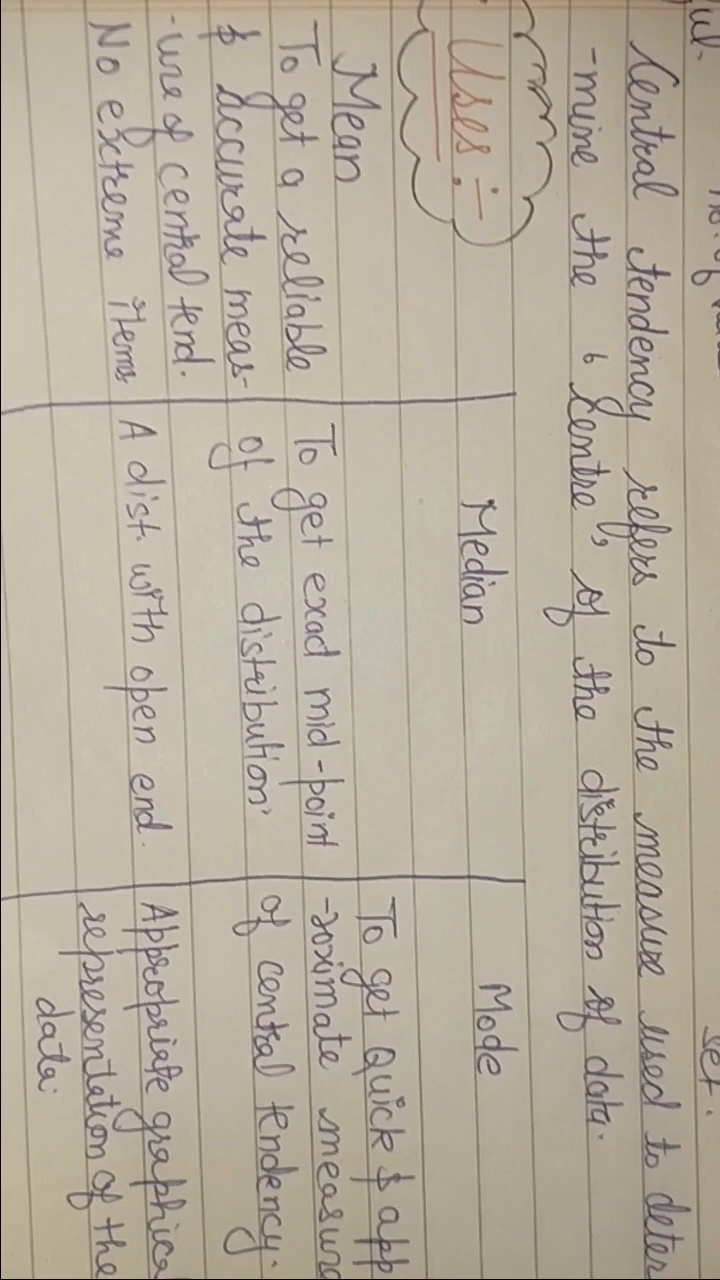 set.
Central tendency refers to the measure used to deter
-mine the 'Centre' of the distribution of data.
Uses :-
Mean
To get a reliable
& accurate meas-
-ure of central tend.
No extreme items
Median
To get exact mid-point
of the distribution.
A dist. with open end.
Mode
To get quick & app
-roximate measure
of central tendency.
Appropriate graphical
representation of the
data.